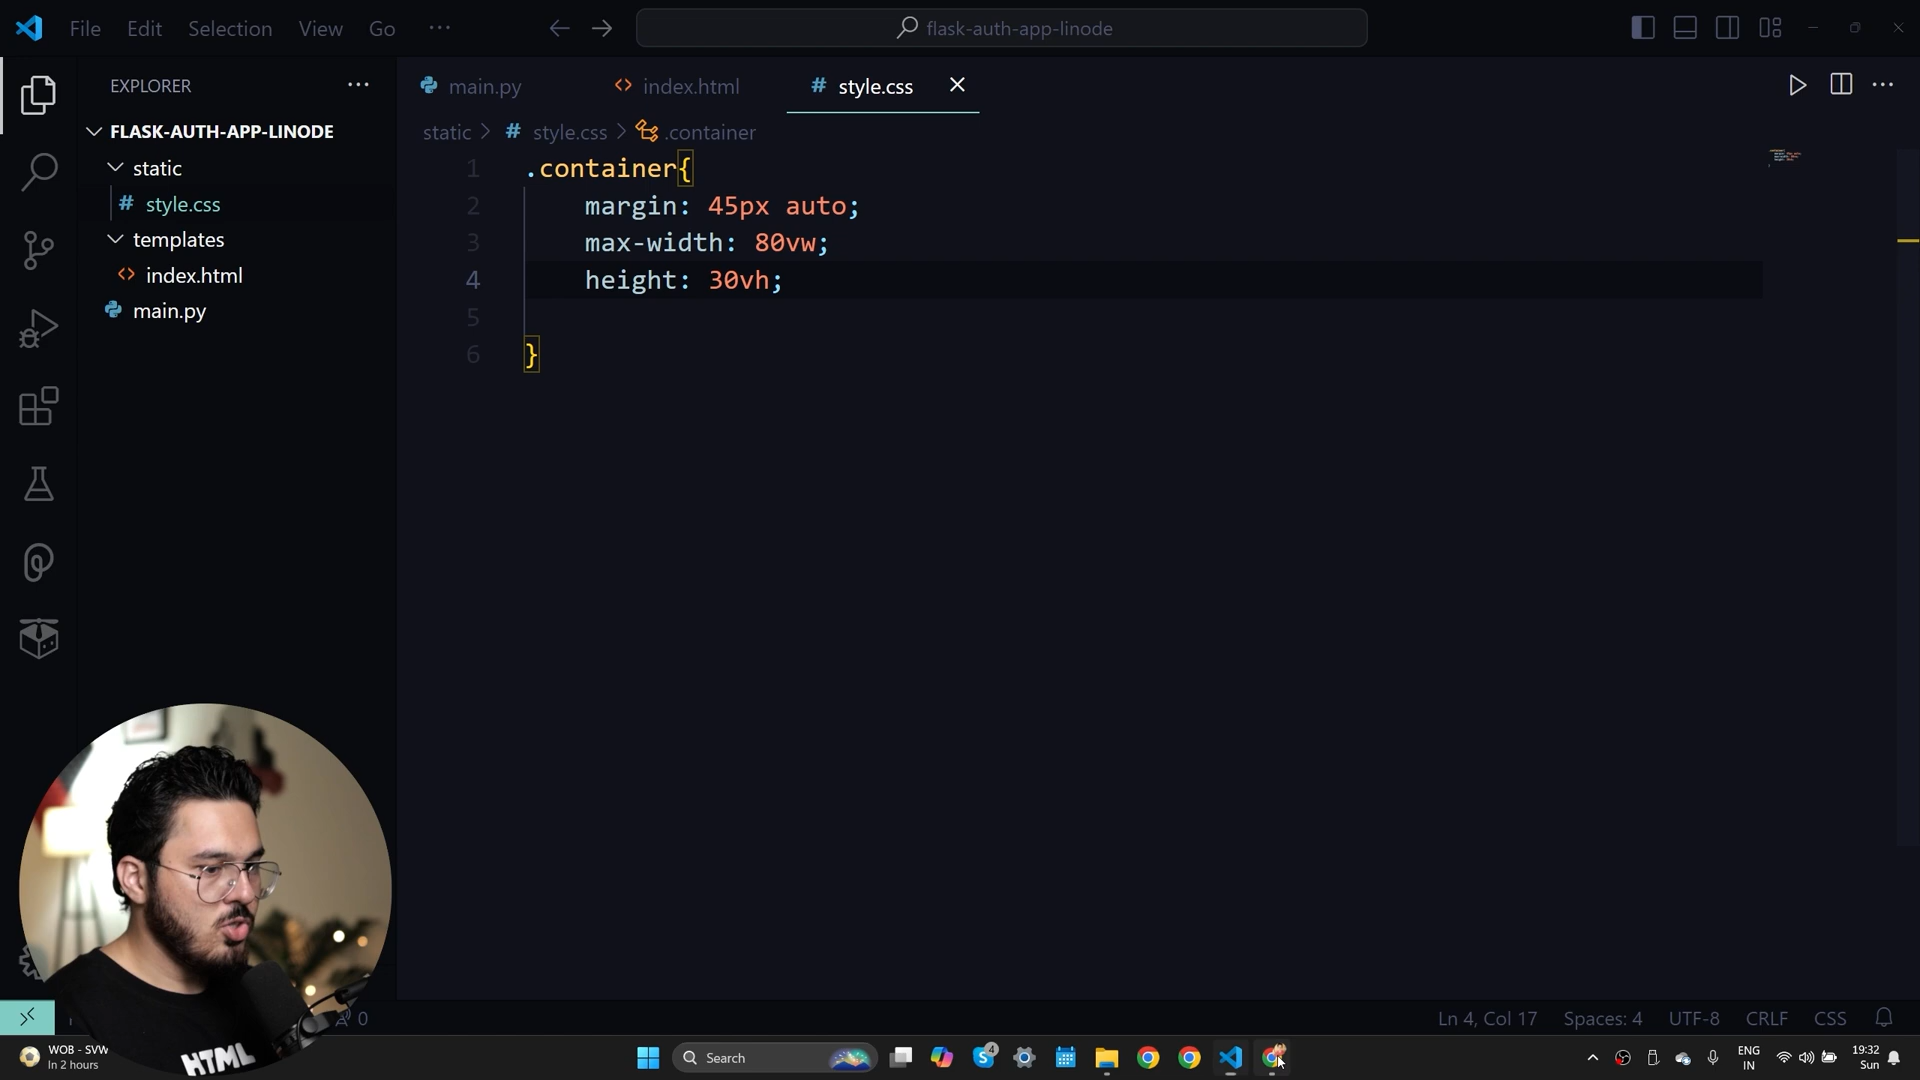 File Edit Selection View Go ··· flask-auth-app-linode
EXPLORER
FLASK-AUTH-APP-LINODE
static
# style.css
templates
<> index.html
main.py
main.py <> index.html # style.css
static > # style.css > .container
1 .container{
2 margin: 45px auto;
3 max-width: 80vw;
4 height: 30vh;
5
6 }
0 Ln 4, Col 17 Spaces: 4 UTF-8 CRLF CSS
HTML
WOB - SVW
In 2 hours
Search
4
ENG
IN
19:32
Sun